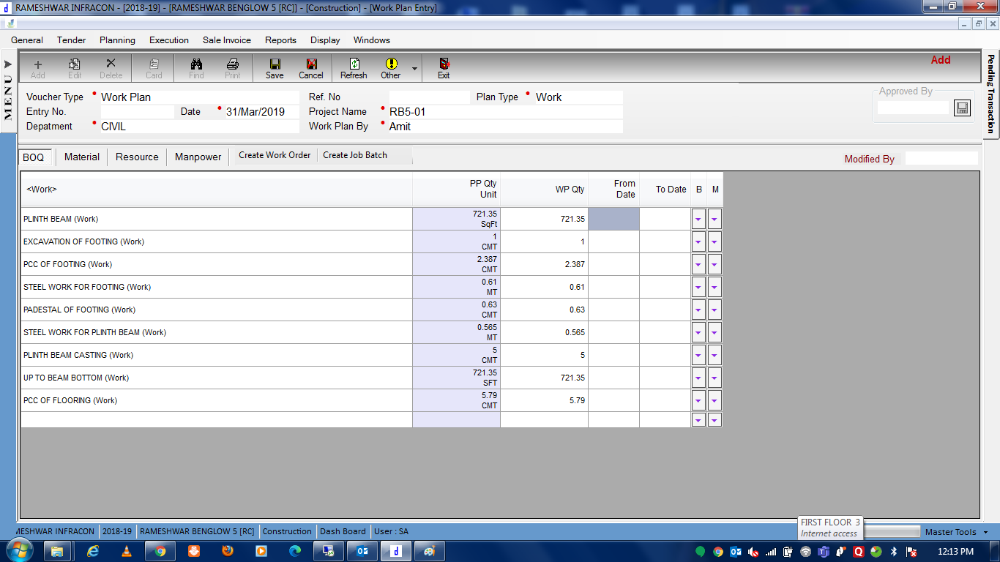 RAMESHWAR INFRACON - [2018-19] - [RAMESHWAR BENGLOW 5 [RC]] - [Construction] - [Work Plan Entry]
General Tender Planning Execution Sale Invoice Reports Display Windows
MENU
Add Edit Delete Card Find Print Save Cancel Refresh Other Exit
Add
Pending Transaction
Voucher Type Work Plan Ref. No Plan Type Work
Approved By
Entry No. Date 31/Mar/2019 Project Name RB5-01
Depatment CIVIL Work Plan By Amit
BOQ Material Resource Manpower Create Work Order Create Job Batch
Modified By
<Work> PP Qty Unit WP Qty From Date To Date B M
PLINTH BEAM (Work) 721.35 SqFt 721.35
EXCAVATION OF FOOTING (Work) 1 CMT 1
PCC OF FOOTING (Work) 2.387 CMT 2.387
STEEL WORK FOR FOOTING (Work) 0.61 MT 0.61
PADESTAL OF FOOTING (Work) 0.63 CMT 0.63
STEEL WORK FOR PLINTH BEAM (Work) 0.565 MT 0.565
PLINTH BEAM CASTING (Work) 5 CMT 5
UP TO BEAM BOTTOM (Work) 721.35 SFT 721.35
PCC OF FLOORING (Work) 5.79 CMT 5.79
FIRST FLOOR 3
Internet access
MESHWAR INFRACON 2018-19 RAMESHWAR BENGLOW 5 [RC] Construction Dash Board User : SA
Master Tools
12:13 PM